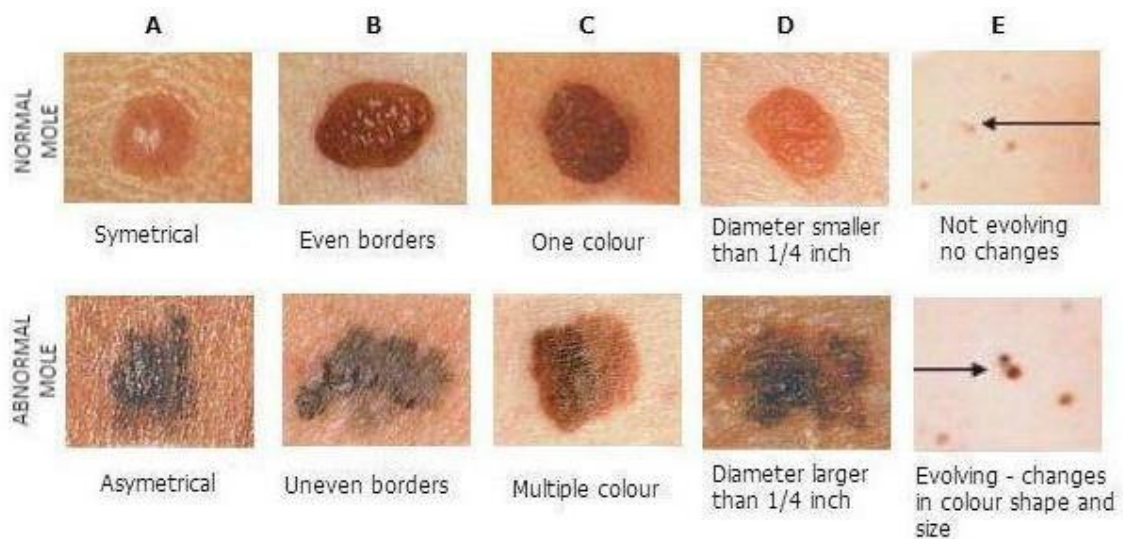 A B C D E
NORMAL
MOLE
Symetrical
Even borders
One colour
Diameter smaller
than 1/4 inch
Not evolving
no changes
ABNORMAL
MOLE
Asymetrical
Uneven borders
Multiple colour
Diameter larger
than 1/4 inch
Evolving - changes
in colour shape and
size